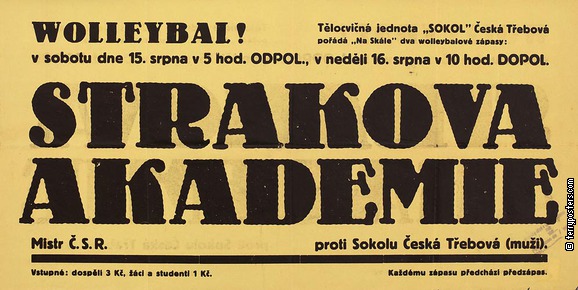 WOLLEYBAL!
Tělocvičná jednota „SOKOL" Česká Třebová
pořádá „Na Skále" dva wolleybalové zápasy:
v sobotu dne 15. srpna v 5 hod. ODPOL., v neděli 16. srpna v 10 hod. DOPOL.
STRAKOVA
AKADEMIE
Mistr Č.S.R.
proti Sokolu Česká Třebová (muži).
Vstupné: dospělí 3 Kč, žáci a studenti 1 Kč.
Každému zápasu předchází předzápas.
© terryposters.com